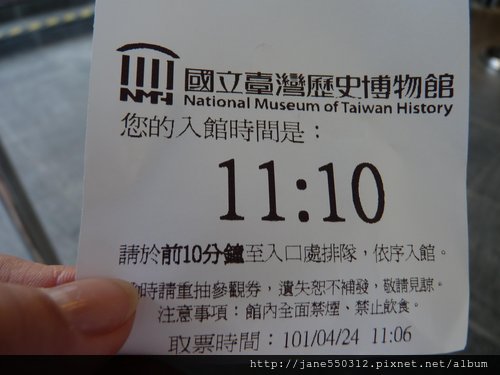 國立臺灣歷史博物館
NMTH National Museum of Taiwan History
您的入館時間是：
11:10
請於前10分鐘至入口處排隊，依序入館。
時請重抽參觀券，遺失恕不補發，敬請見諒。
注意事項：館內全面禁煙、禁止飲食。
取票時間：101/04/24 11:06
http://jane550312.pixnet.net/album